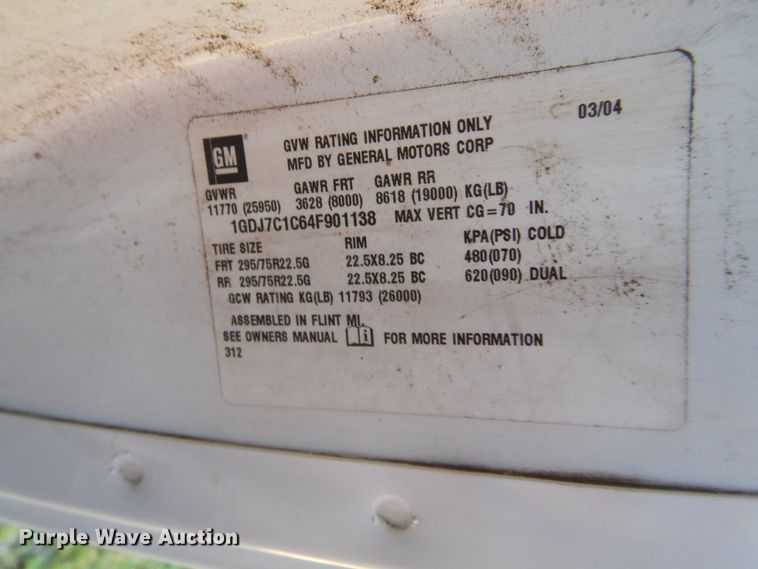 03/04
GM
GVW RATING INFORMATION ONLY
MFD BY GENERAL MOTORS CORP
GVWR GAWR FRT GAWR RR
11770 (25950) 3628 (8000) 8618 (19000) KG(LB)
1GDJ7C1C64F901138 MAX VERT CG=70 IN.
TIRE SIZE RIM KPA(PSI) COLD
FRT 295/75R22.5G 22.5X8.25 BC 480(070)
RR 295/75R22.5G 22.5X8.25 BC 620(090) DUAL
GCW RATING KG(LB) 11793 (26000)
ASSEMBLED IN FLINT MI.
SEE OWNERS MANUAL i FOR MORE INFORMATION
312
Purple Wave Auction